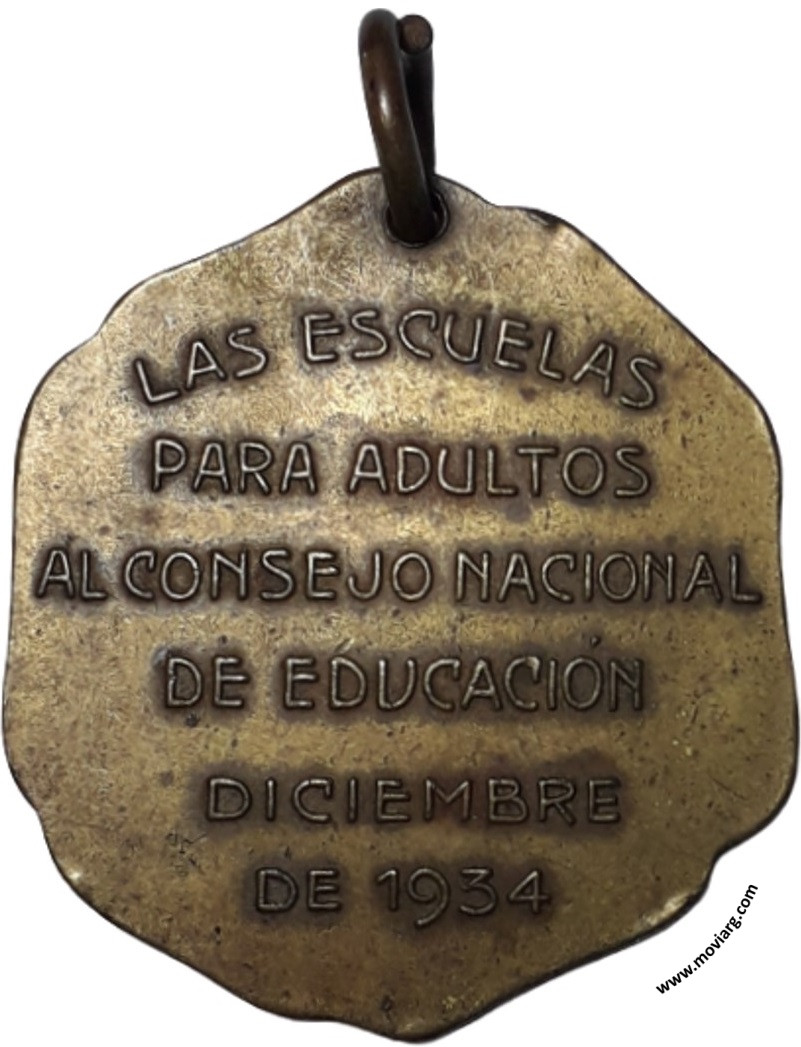 LAS ESCUELAS
PARA ADULTOS
AL CONSEJO NACIONAL
DE EDUCACIÓN
DICIEMBRE
DE 1934
www.moviarg.com